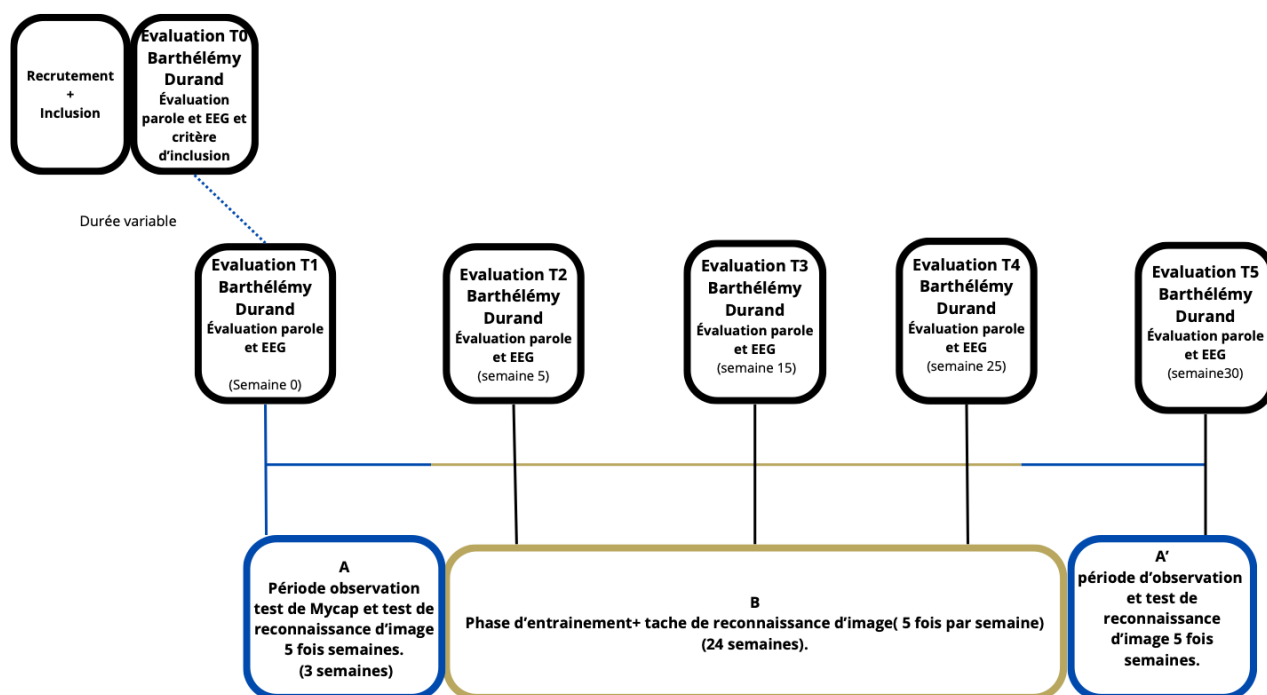 Recrutement
+
Inclusion
Evaluation T0
Barthélémy
Durand
Évaluation
parole et EEG et
critère
d'inclusion
Durée variable
Evaluation T1
Barthélémy
Durand
Évaluation parole
et EEG
(Semaine 0)
Evaluation T2
Barthélémy
Durand
Évaluation parole
et EEG
(semaine 5)
Evaluation T3
Barthélémy
Durand
Évaluation parole
et EEG
(semaine 15)
Evaluation T4
Barthélémy
Durand
Évaluation parole
et EEG
(semaine 25)
Evaluation T5
Barthélémy
Durand
Évaluation parole
et EEG
(semaine30)
A
Période observation
test de Mycap et test de
reconnaissance d'image
5 fois semaines.
(3 semaines)
B
Phase d'entrainement+ tache de reconnaissance d'image( 5 fois par semaine)
(24 semaines).
A'
période d'observation
et test de
reconnaissance
d'image 5 fois
semaines.